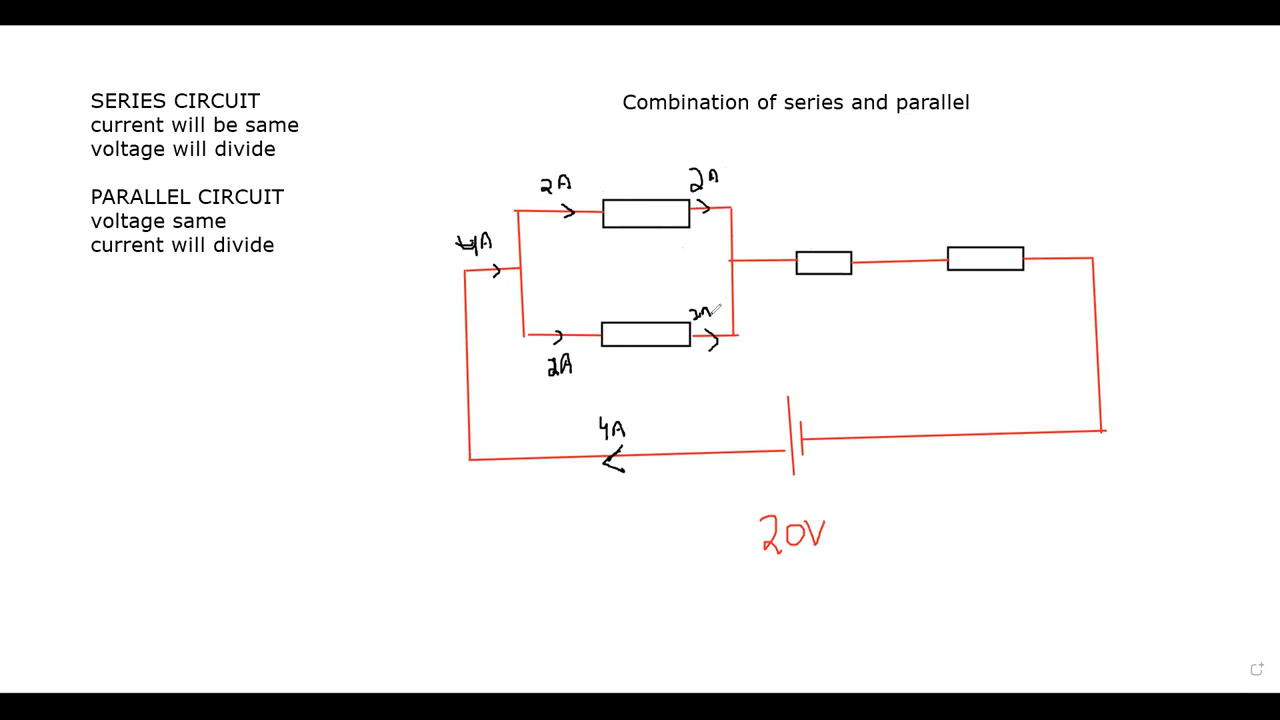 SERIES CIRCUIT
current will be same
voltage will divide
PARALLEL CIRCUIT
voltage same
current will divide
Combination of series and parallel
2A
2A
4A
2A
4A
20V